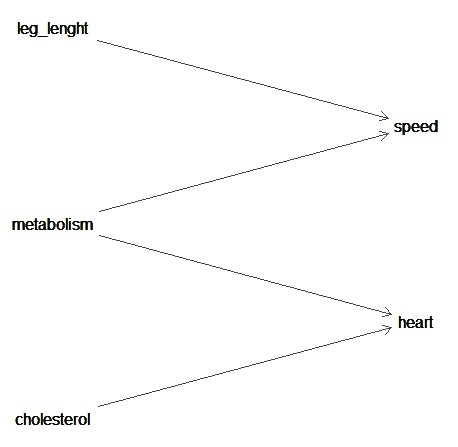 leg_lenght
speed
metabolism
heart
cholesterol